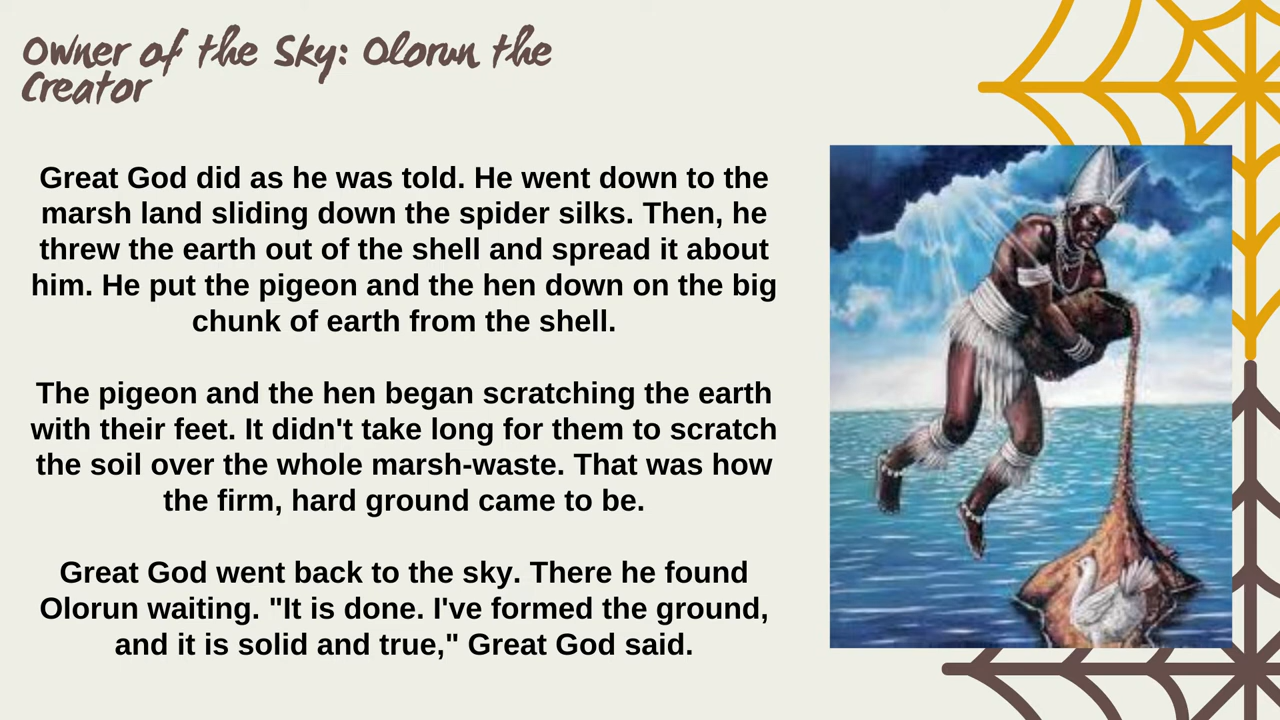 Owner of the Sky: Olorun the
Creator
Great God did as he was told. He went down to the
marsh land sliding down the spider silks. Then, he
threw the earth out of the shell and spread it about
him. He put the pigeon and the hen down on the big
chunk of earth from the shell.
The pigeon and the hen began scratching the earth
with their feet. It didn't take long for them to scratch
the soil over the whole marsh-waste. That was how
the firm, hard ground came to be.
Great God went back to the sky. There he found
Olorun waiting. "It is done. I've formed the ground,
and it is solid and true," Great God said.